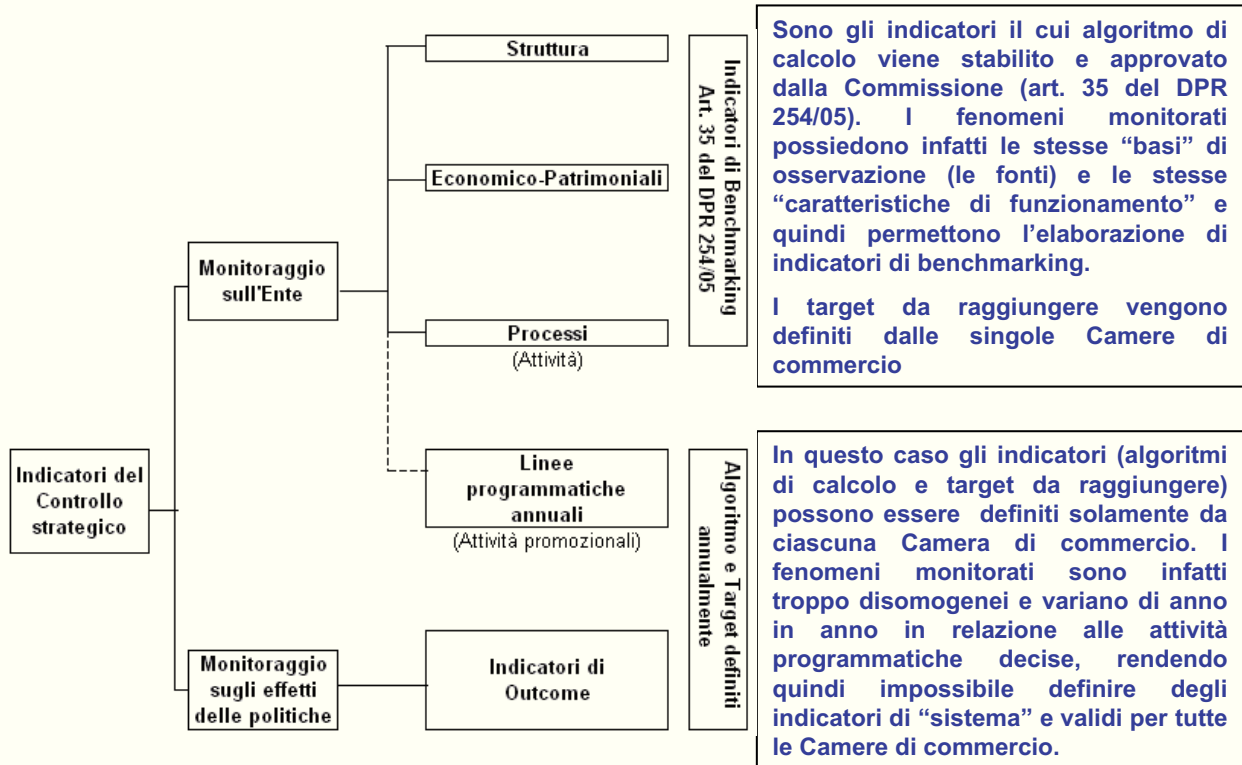 Indicatori del
Controllo
strategico
Monitoraggio
sull'Ente
Monitoraggio
sugli effetti
delle politiche
Struttura
Economico-Patrimoniali
Processi
(Attività)
Linee
programmatiche
annuali
(Attività promozionali)
Indicatori di
Outcome
Indicatori di Benchmarking
Art. 35 del DPR 254/05
Algoritmo e Target definiti
annualmente
Sono gli indicatori il cui algoritmo di
calcolo viene stabilito e approvato
dalla Commissione (art. 35 del DPR
254/05). I fenomeni monitorati
possiedono infatti le stesse “basi” di
osservazione (le fonti) e le stesse
“caratteristiche di funzionamento” e
quindi permettono l’elaborazione di
indicatori di benchmarking.
I target da raggiungere vengono
definiti dalle singole Camere di
commercio
In questo caso gli indicatori (algoritmi
di calcolo e target da raggiungere)
possono essere definiti solamente da
ciascuna Camera di commercio. I
fenomeni monitorati sono infatti
troppo disomogenei e variano di anno
in anno in relazione alle attività
programmatiche decise, rendendo
quindi impossibile definire degli
indicatori di “sistema” e validi per tutte
le Camere di commercio.